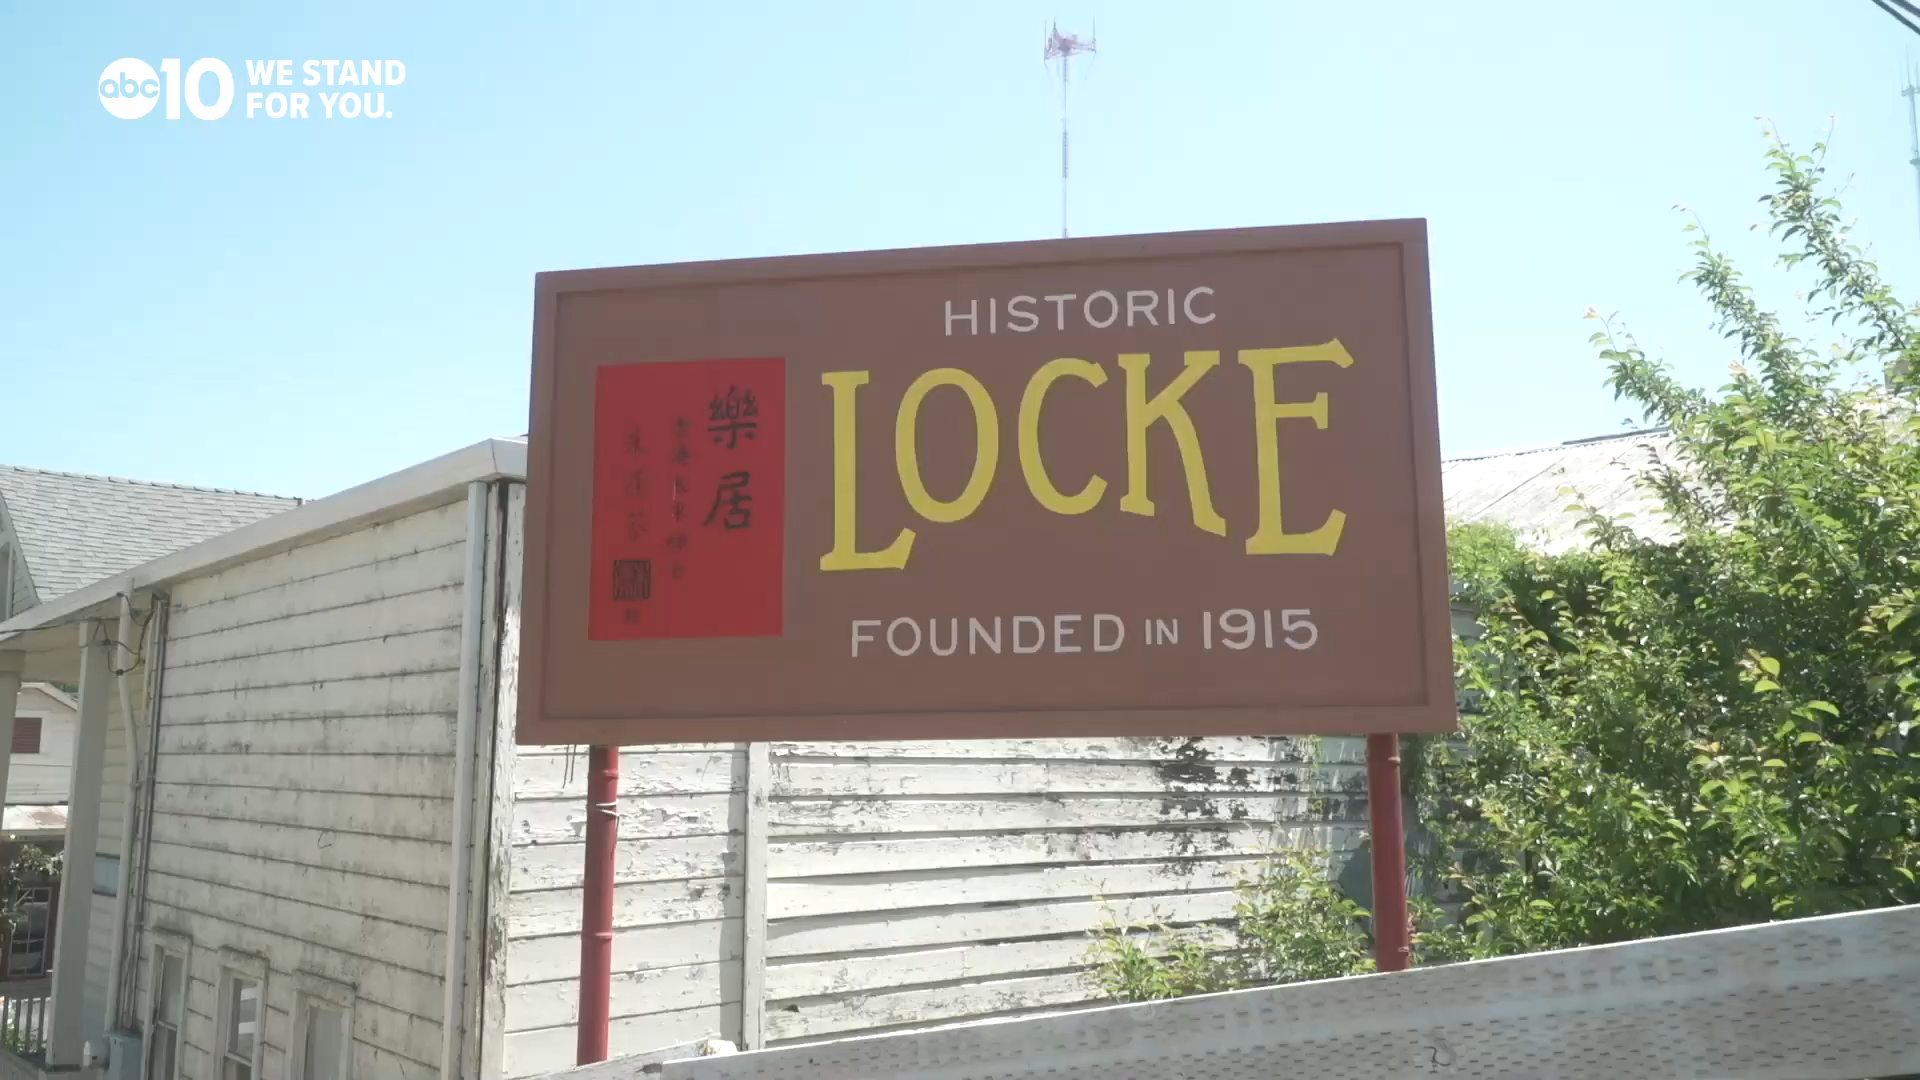 abc10 WE STAND
FOR YOU.
HISTORIC
LOCKE
FOUNDED IN 1915
樂居